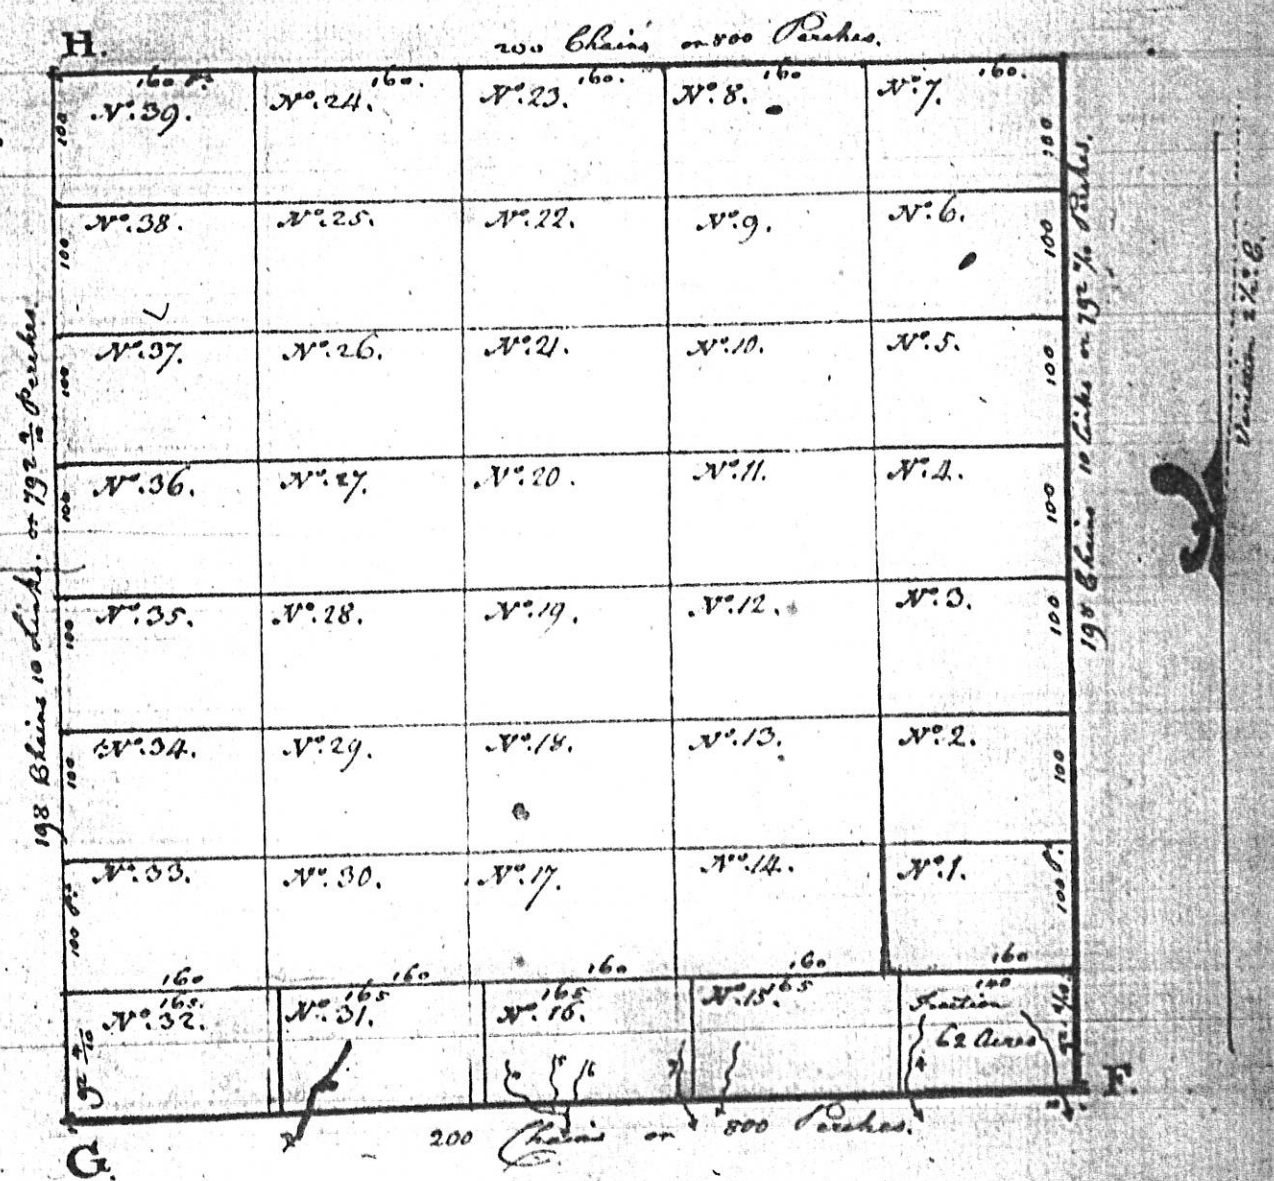 H.
200 Chains or 800 Perches.
160 P. 160. 160. 160 160.
100 No. 39. No. 24. No. 23. No. 8. No. 7. 100
100 No. 38. No. 25. No. 22. No. 9. No. 6. 100
100 No. 37. No. 26. No. 21. No. 10. No. 5. 100
100 No. 36. No. 27. No. 20. No. 11. No. 4. 100
100 No. 35. No. 28. No. 19. No. 12. No. 3. 100
100 No. 34. No. 29. No. 18. No. 13. No. 2. 100
100 P. No. 33. No. 30. No. 17. No. 14. No. 1. 100 P.
160 160 160 160 160
165. 165 165 165 140
No. 32. No. 31. No. 16. No. 15. Fraction
62 Acres
92 4/10
198 Chains 10 Links. or 792 4/10 Perches.
198 Chains 10 Links or 792 4/10 Perches.
Variation 2½° E.
F.
200 Chains or 800 Perches.
G.